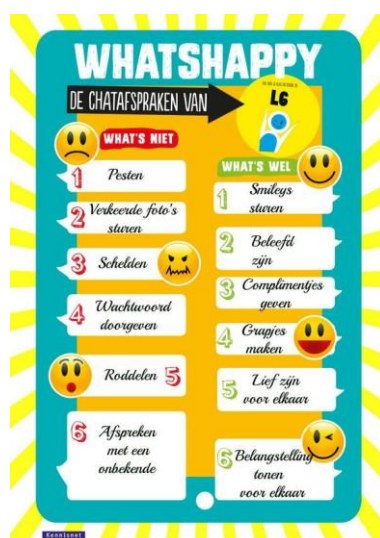 WHATSHAPPY
DE CHATAFSPRAKEN VAN
L6
WHAT'S NIET
1 Pesten
2 Verkeerde foto's
sturen
3 Schelden
4 Wachtwoord
doorgeven
Roddelen 5
6 Afspreken
met een
onbekende
WHAT'S WEL
1 Smileys
sturen
2 Beleefd
zijn
3 Complimentjes
geven
4 Grapjes
maken
5 Lief zijn
voor elkaar
6 Belangstelling
tonen
voor elkaar
Kennisnet